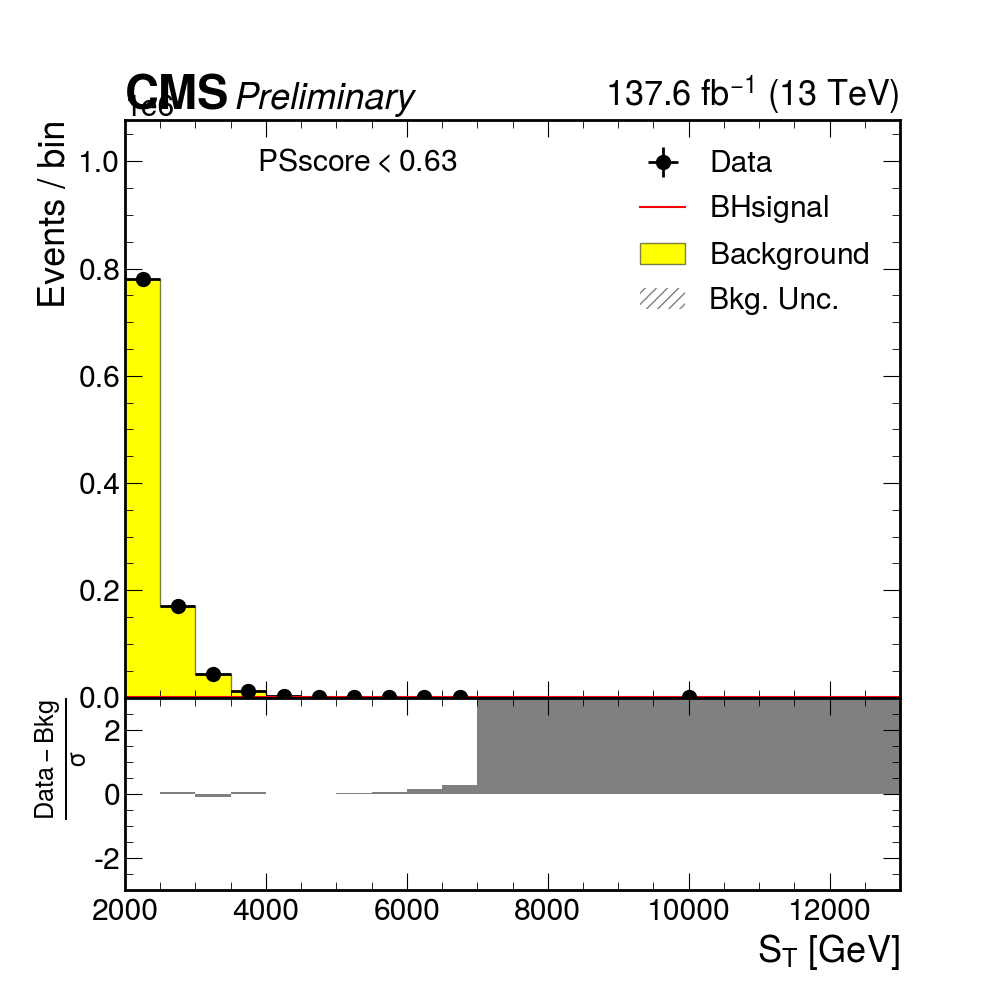 CMS Preliminary 137.6 fb⁻¹ (13 TeV)
1e6
Events / bin
PSscore < 0.63
Data
BHsignal
Background
Bkg. Unc.
1.0
0.8
0.6
0.4
0.2
0.0
Data – Bkg
σ
2
0
-2
2000 4000 6000 8000 10000 12000
S_T [GeV]